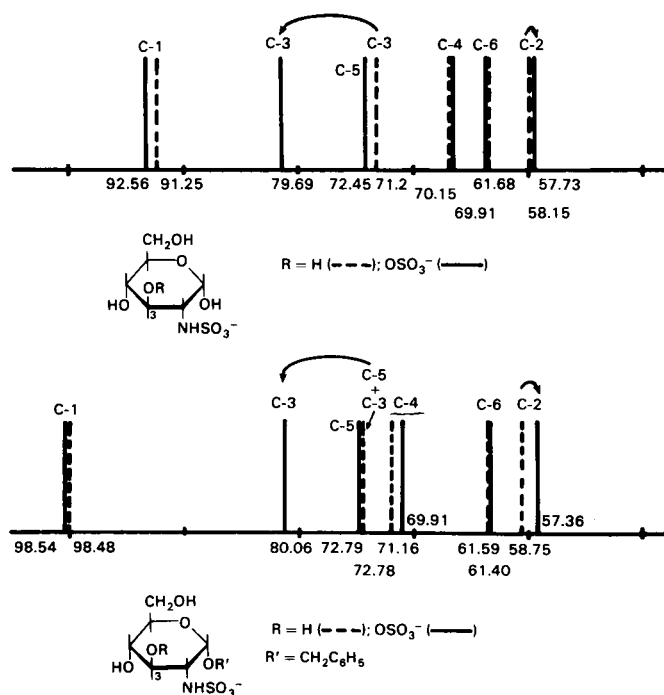 C-1 C-3 C-3 C-4 C-6 C-2
C-5
92.56 91.25 79.69 72.45 71.2 70.15 61.68 57.73
69.91 58.15
CH₂OH
O
OR
HO OH
3
NHSO₃⁻
R = H (---); OSO₃⁻ (——)
C-5
+
C-1 C-3 C-3 C-4 C-6 C-2
C-5
69.91 57.36
98.54 98.48 80.06 72.79 71.16 61.59 58.75
72.78 61.40
CH₂OH
O
OR
HO OR'
3
NHSO₃⁻
R = H (---); OSO₃⁻ (——)
R' = CH₂C₆H₅